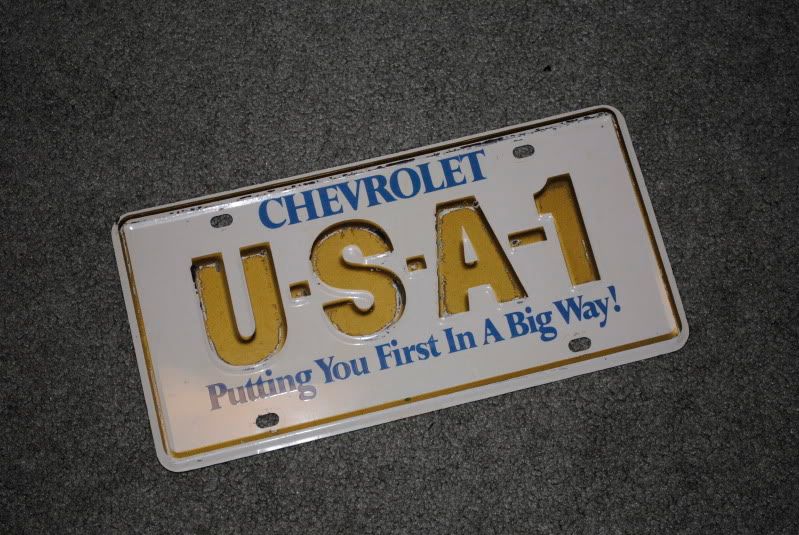 CHEVROLET
U-S-A-1
Putting You First In A Big Way!